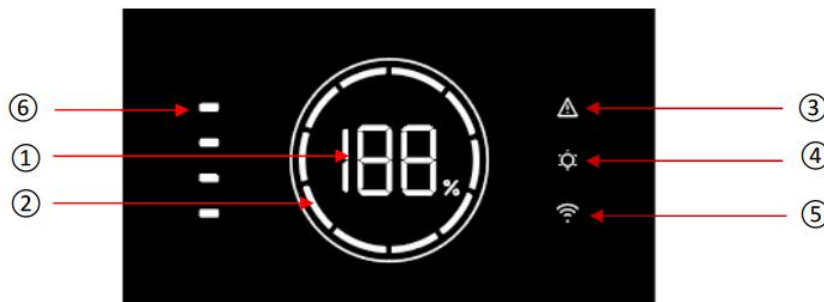 ⑥ ③
① 188% ④
② ⑤